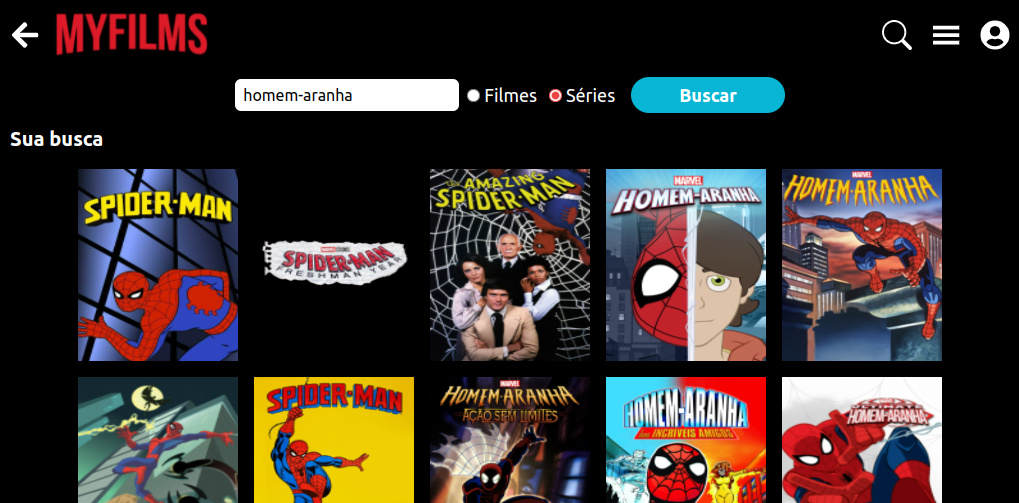 MYFILMS
homem-aranha
Filmes
Séries
Buscar
Sua busca
SPIDER-MAN
MARVEL STUDIOS
SPIDER-MAN
FRESHMAN YEAR
THE AMAZING
SPIDER-MAN
MARVEL
HOMEM-ARANHA
MARVEL
HOMEM-ARANHA
SPIDER-MAN
MARVEL
HOMEM-ARANHA
AÇÃO SEM LIMITES
HOMEM-ARANHA
INCRÍVEIS AMIGOS
ULTIMATE
HOMEM-ARANHA